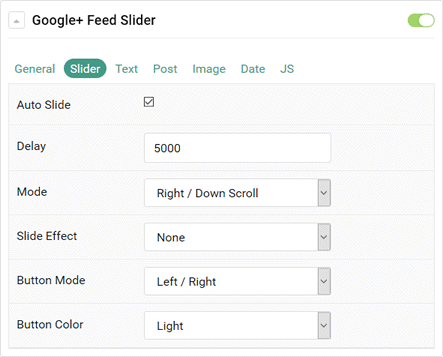 Google+ Feed Slider
General Slider Text Post Image Date JS
Auto Slide
Delay 5000
Mode Right / Down Scroll
Slide Effect None
Button Mode Left / Right
Button Color Light